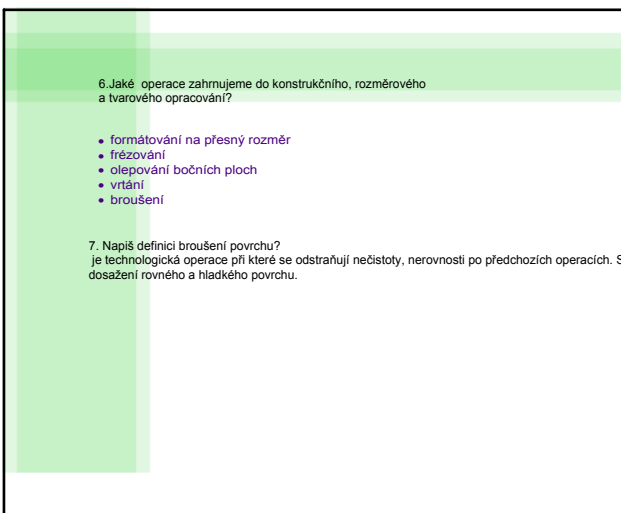 6.Jaké operace zahrnujeme do konstrukčního, rozměrového
a tvarového opracování?
• formátování na přesný rozměr
• frézování
• olepování bočních ploch
• vrtání
• broušení
7. Napiš definici broušení povrchu?
je technologická operace při které se odstraňují nečistoty, nerovnosti po předchozích operacích.
dosažení rovného a hladkého povrchu.